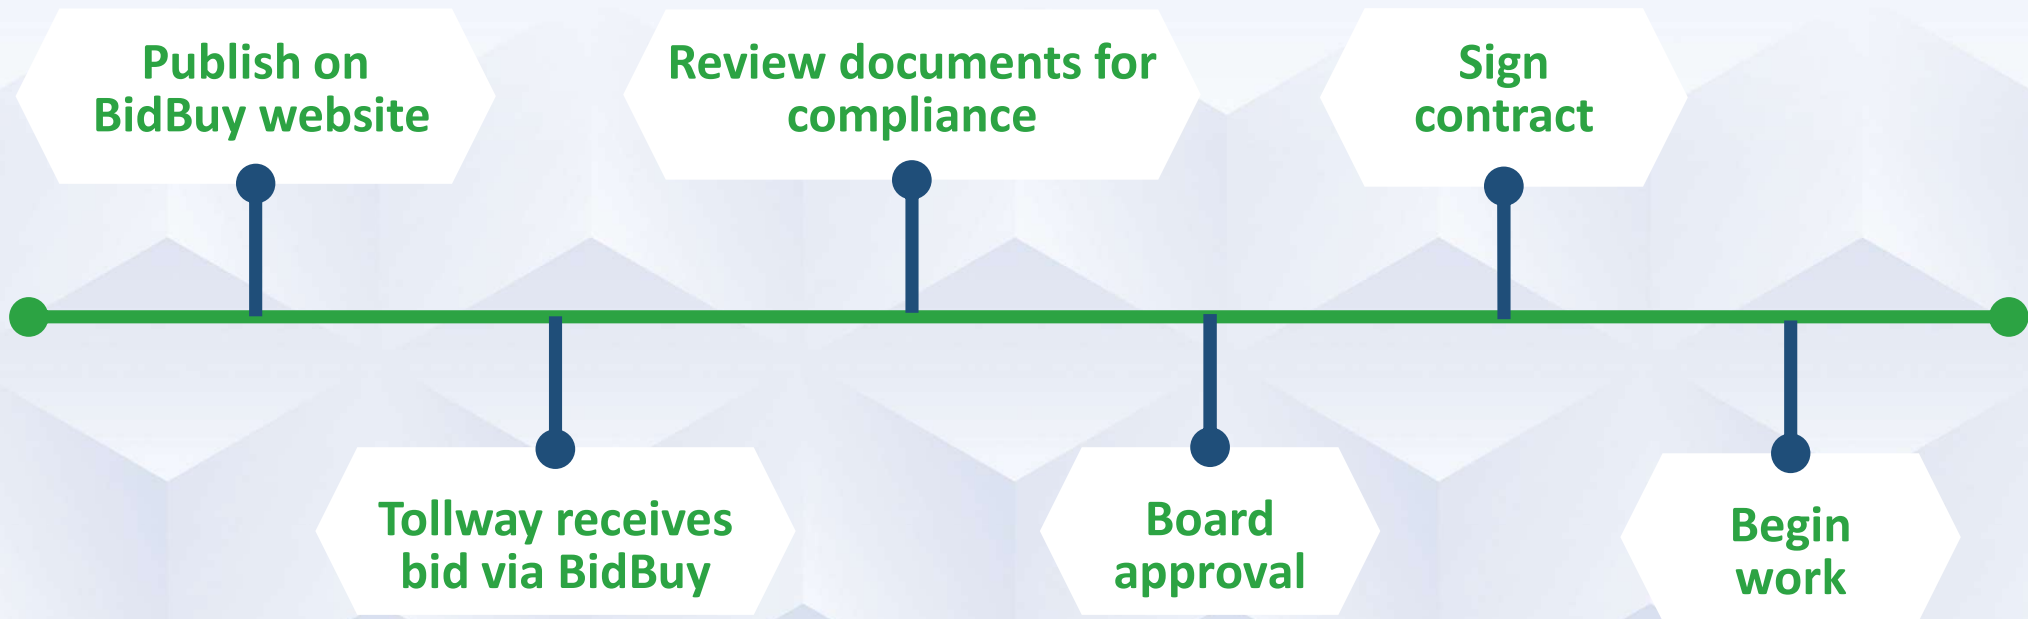 Publish on
BidBuy website
Tollway receives
bid via BidBuy
Review documents for
compliance
Board
approval
Sign
contract
Begin
work